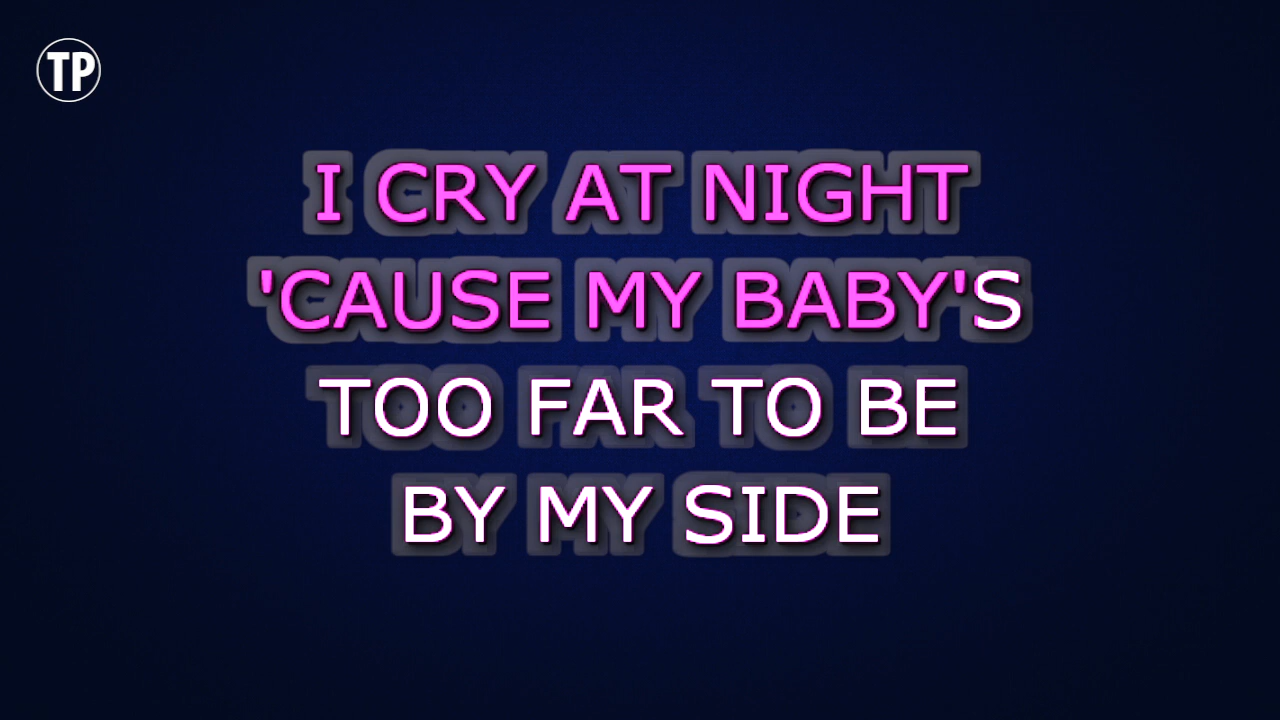 TP
I CRY AT NIGHT
'CAUSE MY BABY'S
TOO FAR TO BE
BY MY SIDE